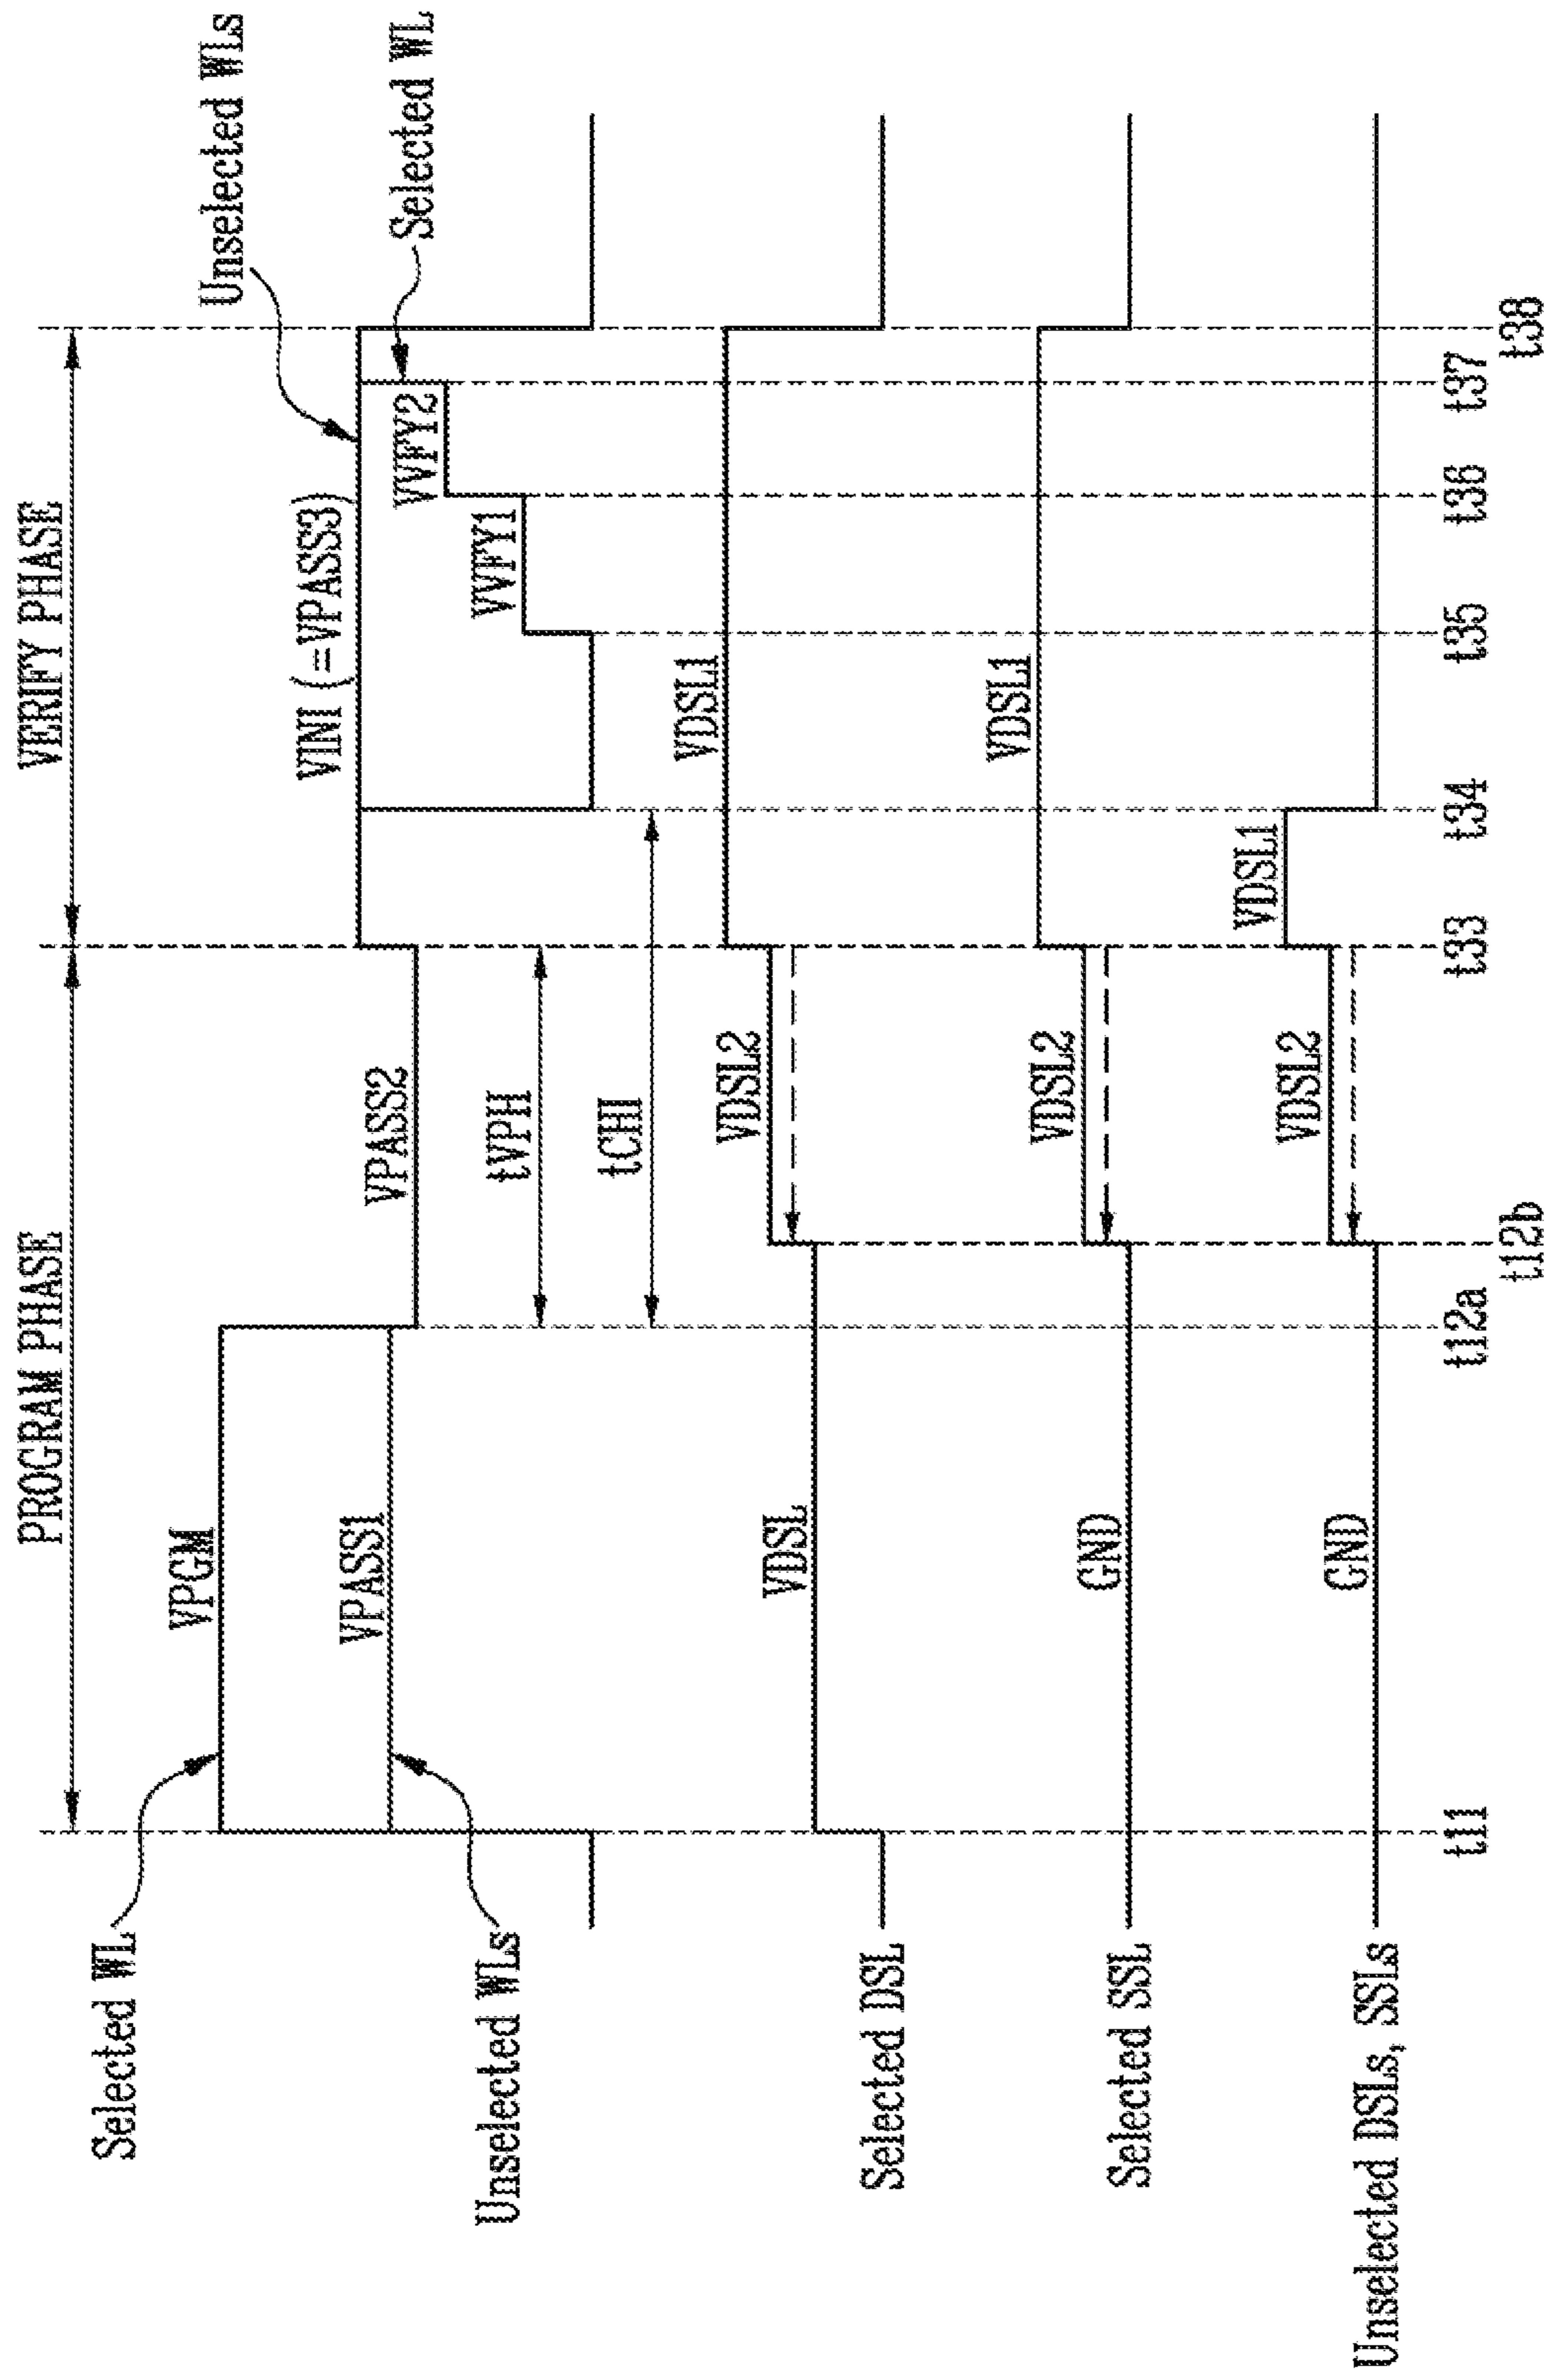 PROGRAM PHASE
VERIFY PHASE
Selected WL
VPGM
Unselected WLs
VPASS1
VPASS2
VINI (=VPASS3)
Unselected WLs
Selected WL
VVFY2
VVFY1
tVPH
tCHI
Selected DSL
VDSL
VDSL2
VDSL1
Selected SSL
GND
VDSL2
VDSL1
Unselected DSLs, SSLs
GND
VDSL2
VDSL1
t11
t12a
t12b
t33
t34
t35
t36
t37
t38